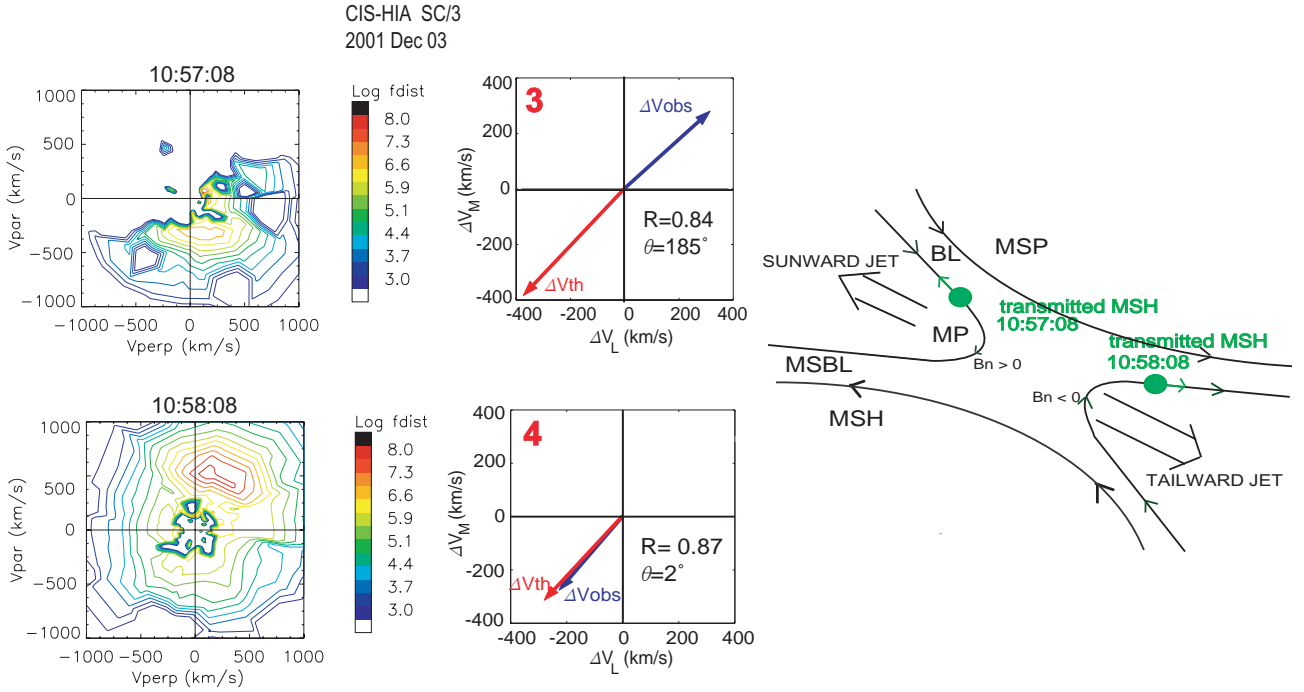 CIS-HIA SC/3
2001 Dec 03
10:57:08
1000
500
0
−500
−1000
Vpar (km/s)
−1000 −500 0 500 1000
Vperp (km/s)
Log fdist
8.0
7.3
6.6
5.9
5.1
4.4
3.7
3.0
400
200
0
-200
-400
ΔV_M (km/s)
3
ΔVobs
ΔVth
R=0.84
θ=185°
-400 -200 0 200 400
ΔV_L (km/s)
10:58:08
1000
500
0
−500
−1000
Vpar (km/s)
−1000 −500 0 500 1000
Vperp (km/s)
Log fdist
8.0
7.3
6.6
5.9
5.1
4.4
3.7
3.0
400
200
0
-200
-400
ΔV_M (km/s)
4
ΔVth
ΔVobs
R= 0.87
θ=2°
-400 -200 0 200 400
ΔV_L (km/s)
MSP
BL
SUNWARD JET
transmitted MSH
10:57:08
MP
transmitted MSH
10:58:08
MSBL
Bn > 0
Bn < 0
MSH
TAILWARD JET